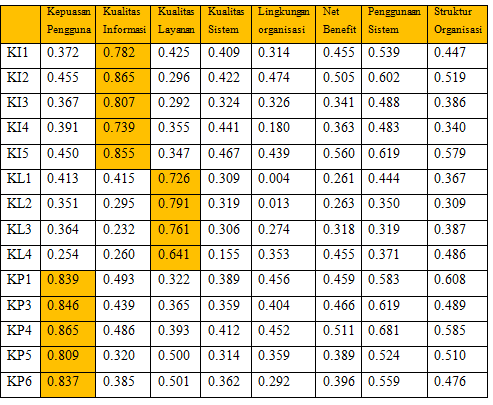 Kepuasan Pengguna Kualitas Informasi Kualitas Layanan Kualitas Sistem Lingkungan organisasi Net Benefit Penggunaan Sistem Struktur Organisasi
KI1 0.372 0.782 0.425 0.409 0.314 0.455 0.539 0.447
KI2 0.455 0.865 0.296 0.422 0.474 0.505 0.602 0.519
KI3 0.367 0.807 0.292 0.324 0.326 0.341 0.488 0.386
KI4 0.391 0.739 0.355 0.441 0.180 0.363 0.483 0.340
KI5 0.450 0.855 0.347 0.467 0.439 0.560 0.619 0.579
KL1 0.413 0.415 0.726 0.309 0.004 0.261 0.444 0.367
KL2 0.351 0.295 0.791 0.319 0.013 0.263 0.350 0.309
KL3 0.364 0.232 0.761 0.306 0.274 0.318 0.319 0.387
KL4 0.254 0.260 0.641 0.155 0.353 0.455 0.371 0.486
KP1 0.839 0.493 0.322 0.389 0.456 0.459 0.583 0.608
KP3 0.846 0.439 0.365 0.359 0.404 0.466 0.619 0.489
KP4 0.865 0.486 0.393 0.412 0.452 0.511 0.681 0.585
KP5 0.809 0.320 0.500 0.314 0.359 0.389 0.524 0.510
KP6 0.837 0.385 0.501 0.362 0.292 0.396 0.559 0.476